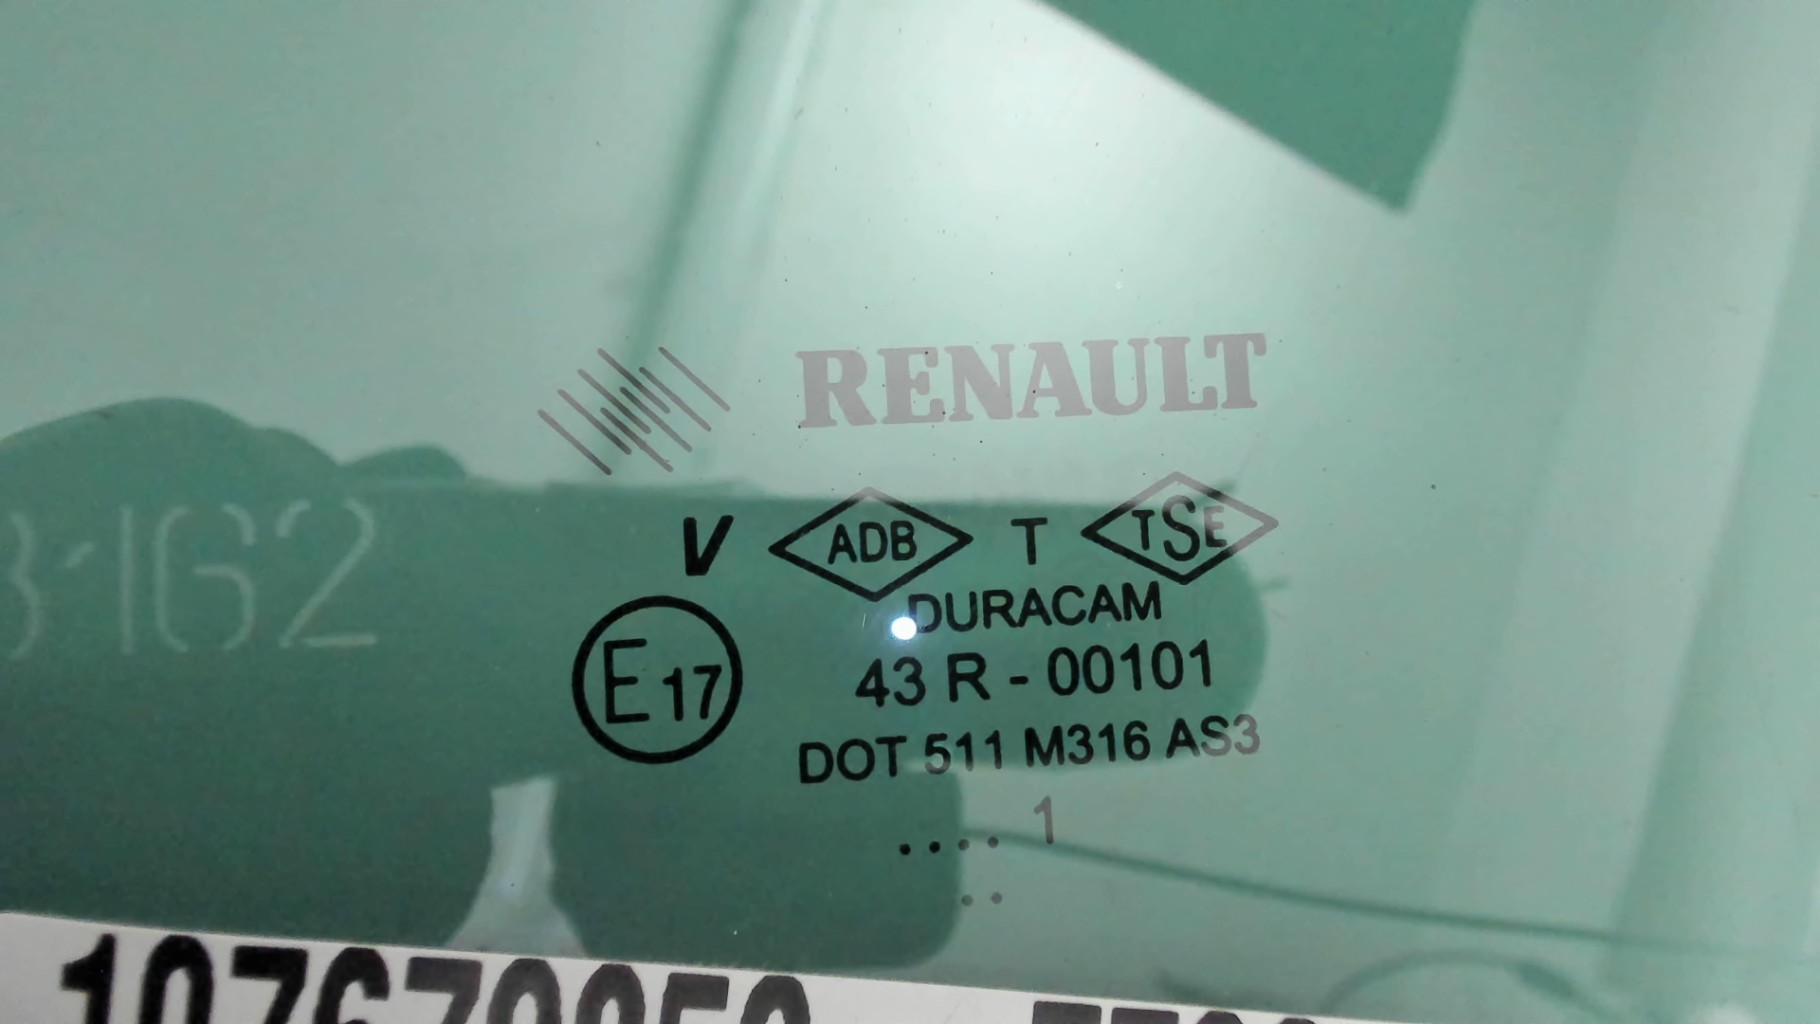 RENAULT
V ADB T TSE
DURACAM
E17 43 R - 00101
DOT 511 M316 AS3
.... 1
..